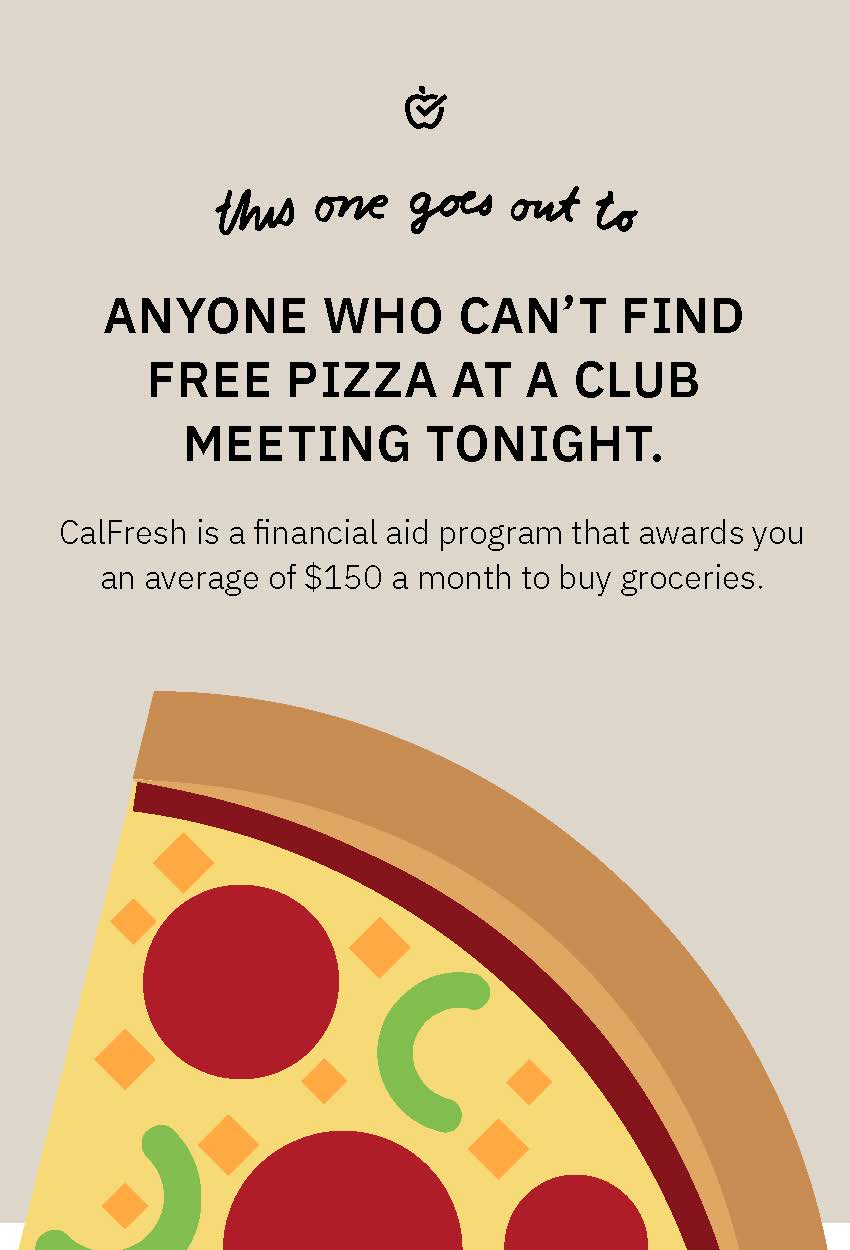 this one goes out to
ANYONE WHO CAN’T FIND
FREE PIZZA AT A CLUB
MEETING TONIGHT.
CalFresh is a financial aid program that awards you
an average of $150 a month to buy groceries.